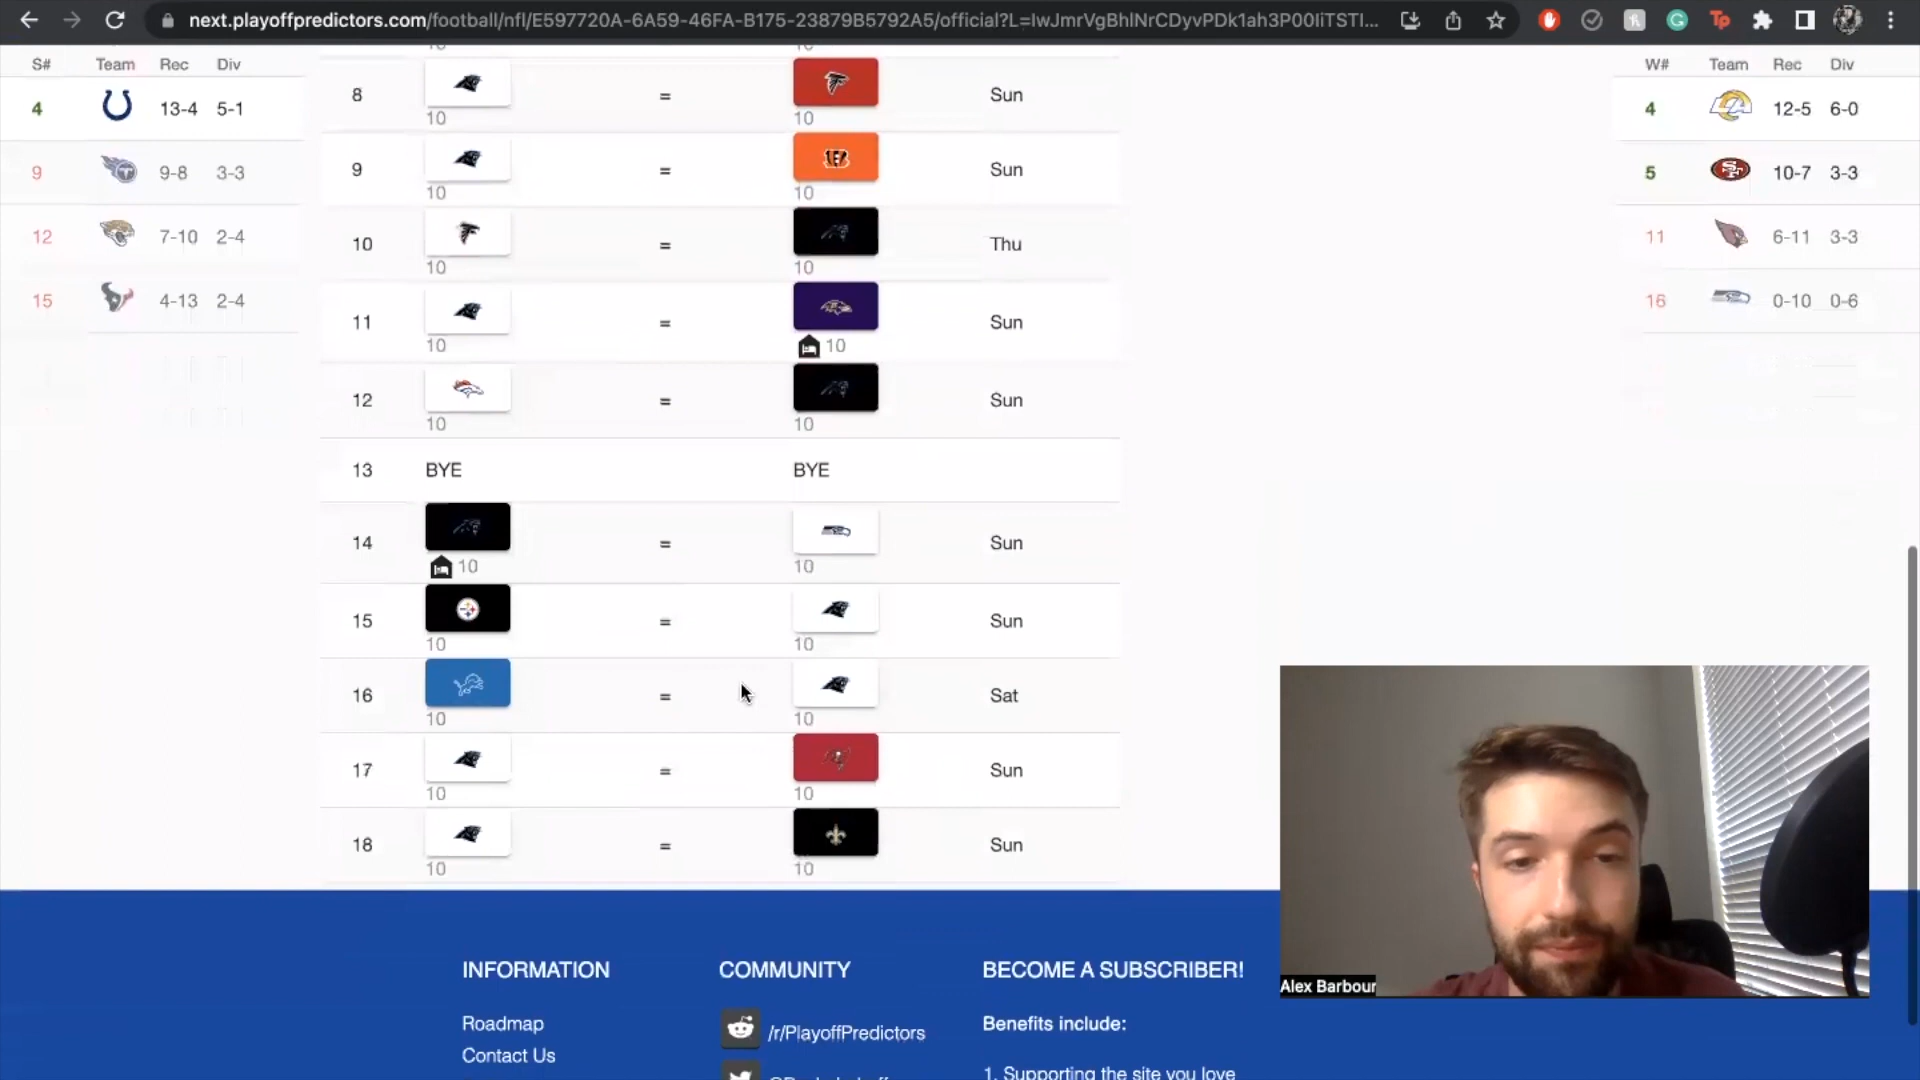 next.playoffpredictors.com/football/nfl/E597720A-6A59-46FA-B175-23879B5792A5/official?L=IwJmrVgBhlNrCDyvPDk1ah3P00IiTSTI...
S# Team Rec Div
4 13-4 5-1
9 9-8 3-3
12 7-10 2-4
15 4-13 2-4
10 10
8 = Sun
10 10
9 = Sun
10 10
10 = Thu
10 10
11 = Sun
10 10
12 = Sun
10 10
13 BYE BYE
14 = Sun
10 10
15 = Sun
10 10
16 = Sat
10 10
17 = Sun
10 10
18 = Sun
10 10
W# Team Rec Div
4 12-5 6-0
5 10-7 3-3
11 6-11 3-3
16 0-10 0-6
Alex Barbour
INFORMATION
Roadmap
Contact Us
COMMUNITY
/r/PlayoffPredictors
BECOME A SUBSCRIBER!
Benefits include:
1. Supporting the site you love